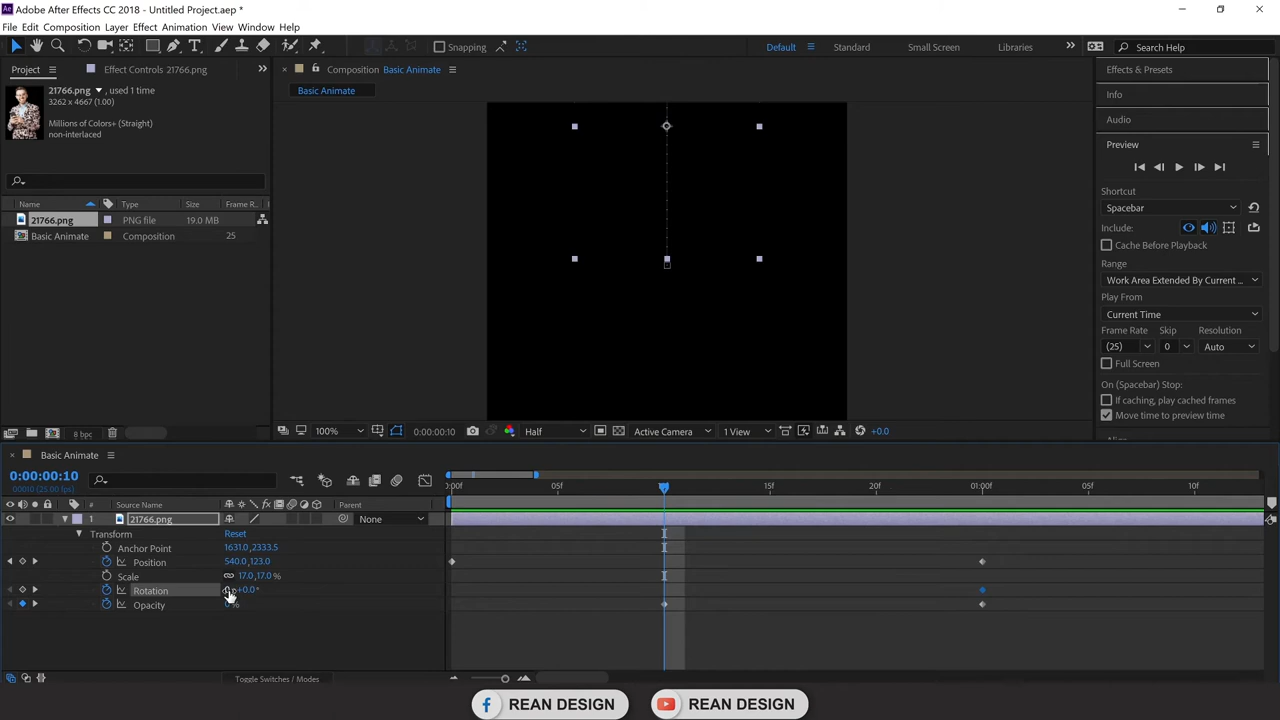 Adobe After Effects CC 2018 - Untitled Project.aep *
File Edit Composition Layer Effect Animation View Window Help
Snapping
Default
Standard
Small Screen
Libraries
Search Help
Project
Effect Controls 21766.png
Composition Basic Animate
Effects & Presets
21766.png , used 1 time
3262 x 4667 (1.00)
Millions of Colors+ (Straight)
non-interlaced
Basic Animate
Info
Audio
Preview
Shortcut
Spacebar
Include:
Cache Before Playback
Range
Work Area Extended By Current ...
Play From
Current Time
Frame Rate Skip Resolution
(25) 0 Auto
Full Screen
On (Spacebar) Stop:
If caching, play cached frames
Move time to preview time
Name Type Size Frame R...
21766.png PNG file 19.0 MB
Basic Animate Composition 25
8 bpc
100%
0:00:00:10
Half
Active Camera
1 View
+0.0
Basic Animate
0:00:00:10
00010 (25.00 fps)
0:00f 05f 10f 15f 20f 01:00f 05f 10f
# Source Name Parent
1 21766.png None
Transform Reset
Anchor Point 1631.0,2333.5
Position 540.0,123.0
Scale 17.0,17.0 %
Rotation +0.0 °
Opacity %
Toggle Switches / Modes
REAN DESIGN
REAN DESIGN